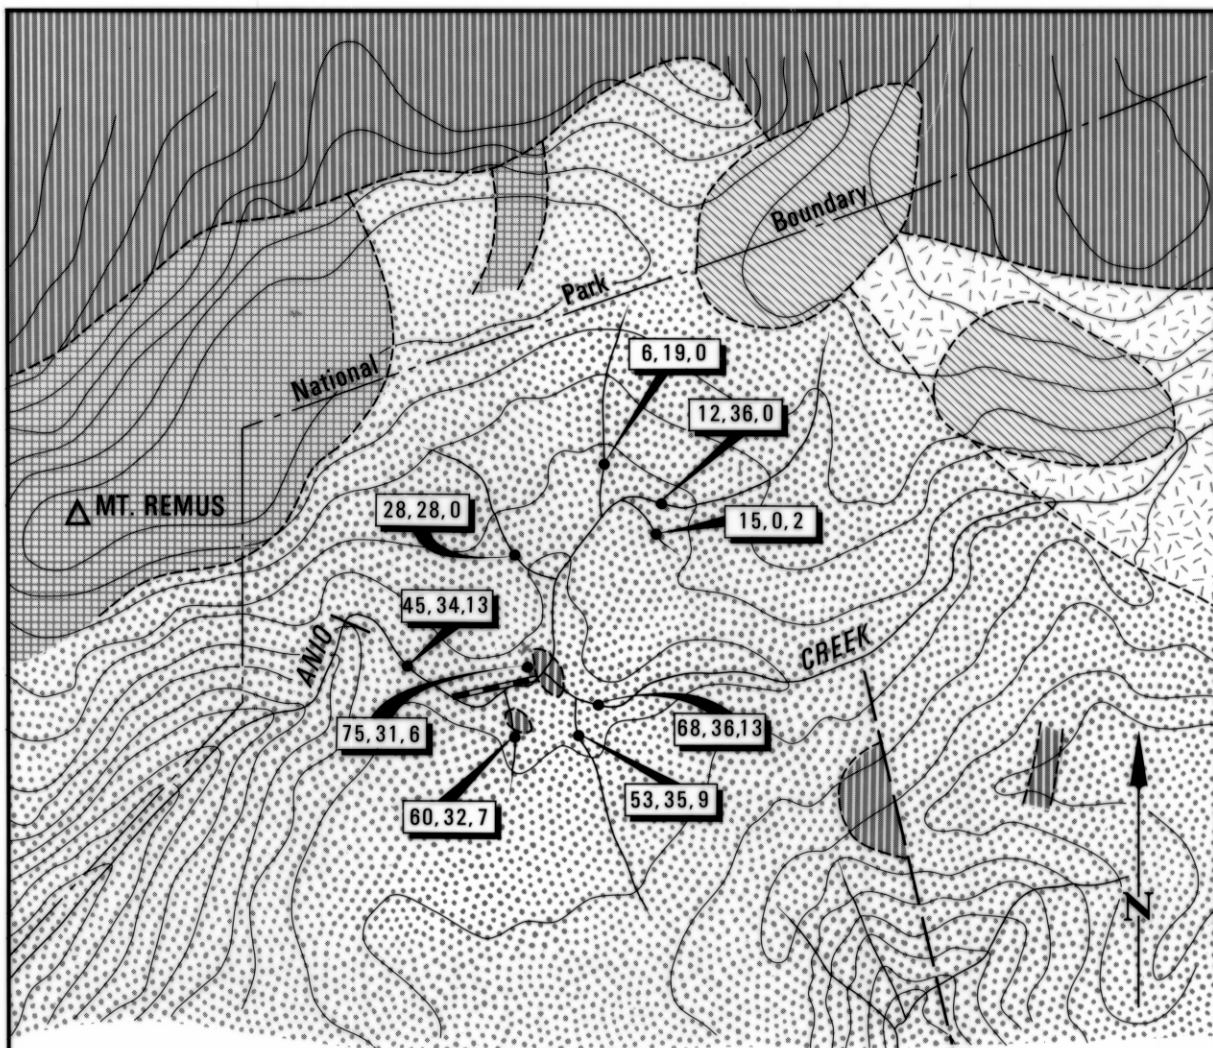 Boundary
Park
National
6, 19, 0
12, 36, 0
MT. REMUS
28, 28, 0
15, 0, 2
45, 34, 13
ANJO
CREEK
75, 31, 6
68, 36, 13
60, 32, 7
53, 35, 9
N